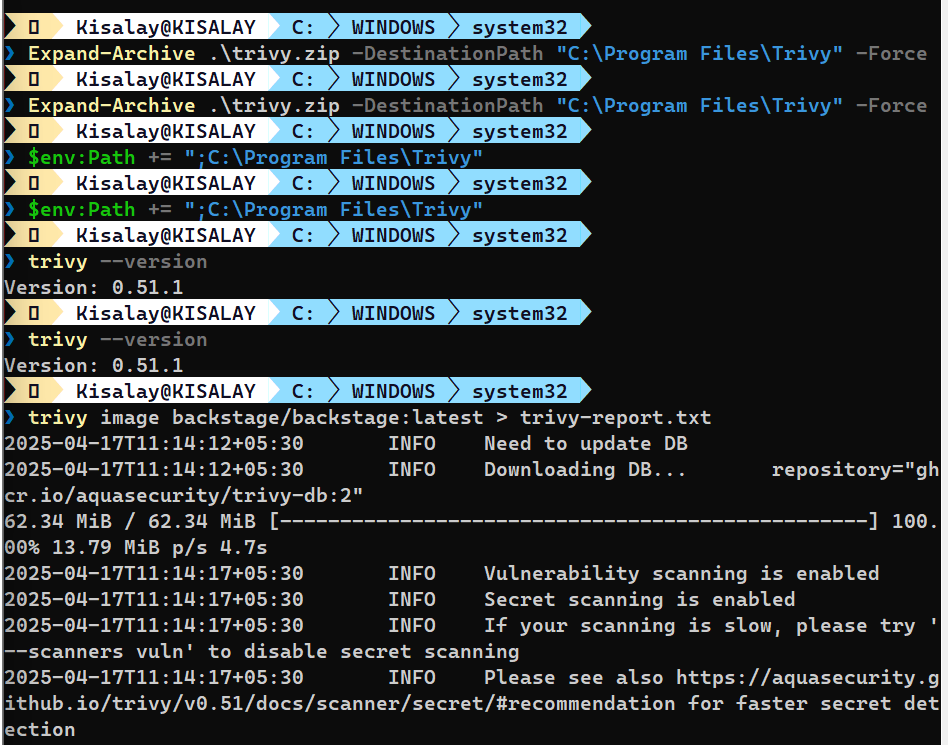 Kisalay@KISALAY C: WINDOWS system32
❯ Expand-Archive .\trivy.zip -DestinationPath "C:\Program Files\Trivy" -Force
Kisalay@KISALAY C: WINDOWS system32
❯ Expand-Archive .\trivy.zip -DestinationPath "C:\Program Files\Trivy" -Force
Kisalay@KISALAY C: WINDOWS system32
❯ $env:Path += ";C:\Program Files\Trivy"
Kisalay@KISALAY C: WINDOWS system32
❯ $env:Path += ";C:\Program Files\Trivy"
Kisalay@KISALAY C: WINDOWS system32
❯ trivy --version
Version: 0.51.1
Kisalay@KISALAY C: WINDOWS system32
❯ trivy --version
Version: 0.51.1
Kisalay@KISALAY C: WINDOWS system32
❯ trivy image backstage/backstage:latest > trivy-report.txt
2025-04-17T11:14:12+05:30 INFO Need to update DB
2025-04-17T11:14:12+05:30 INFO Downloading DB... repository="gh
cr.io/aquasecurity/trivy-db:2"
62.34 MiB / 62.34 MiB [-------------------------------------------------] 100.
00% 13.79 MiB p/s 4.7s
2025-04-17T11:14:17+05:30 INFO Vulnerability scanning is enabled
2025-04-17T11:14:17+05:30 INFO Secret scanning is enabled
2025-04-17T11:14:17+05:30 INFO If your scanning is slow, please try '
--scanners vuln' to disable secret scanning
2025-04-17T11:14:17+05:30 INFO Please see also https://aquasecurity.g
ithub.io/trivy/v0.51/docs/scanner/secret/#recommendation for faster secret det
ection